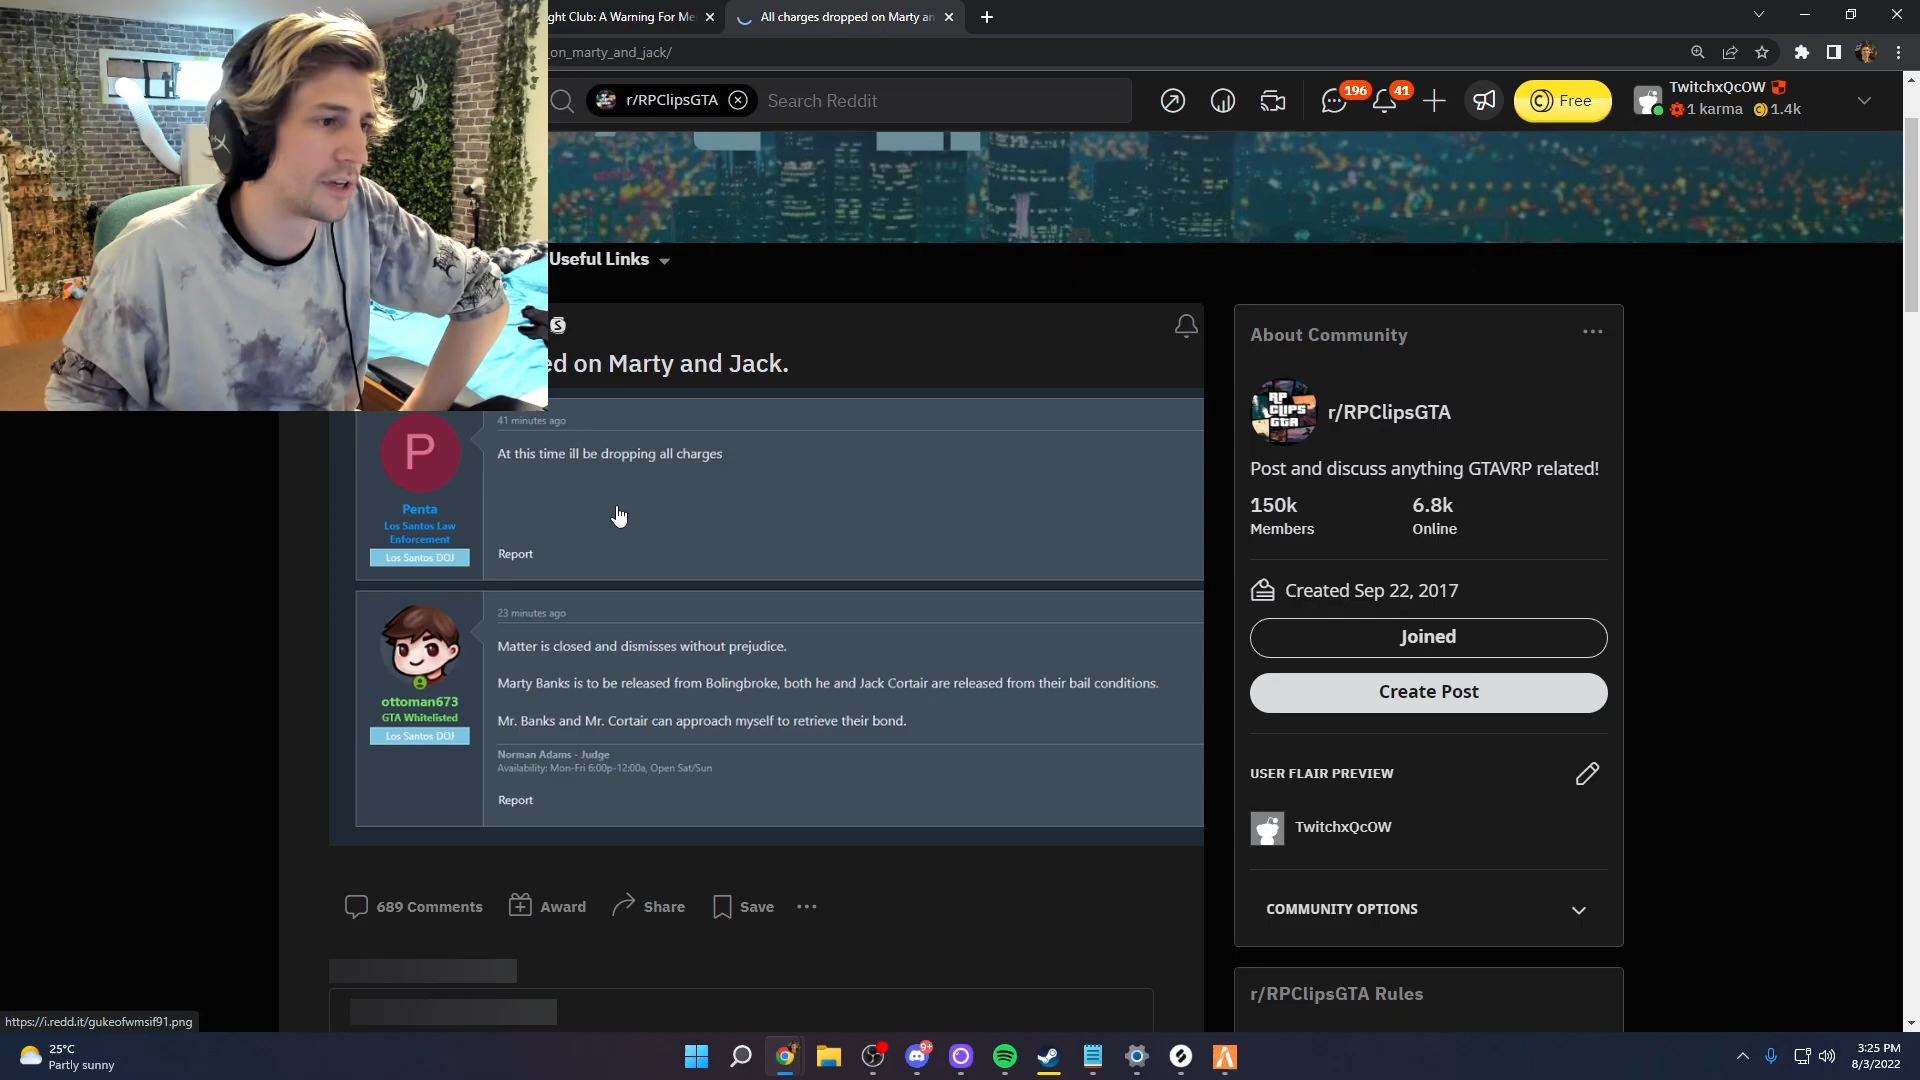 ght Club: A Warning For Me
All charges dropped on Marty an
_on_marty_and_jack/
r/RPClipsGTA
Search Reddit
196
41
Free
TwitchxQcOW
1 karma
1.4k
Useful Links
ed on Marty and Jack.
41 minutes ago
P
At this time ill be dropping all charges
Penta
Los Santos Law
Enforcement
Los Santos DOJ
Report
23 minutes ago
Matter is closed and dismisses without prejudice.
Marty Banks is to be released from Bolingbroke, both he and Jack Cortair are released from their bail conditions.
ottoman673
GTA Whitelisted
Los Santos DOJ
Mr. Banks and Mr. Cortair can approach myself to retrieve their bond.
Norman Adams - Judge
Availability: Mon-Fri 6:00p-12:00a, Open Sat/Sun
Report
689 Comments
Award
Share
Save
About Community
RP
CLIPS
GTA
r/RPClipsGTA
Post and discuss anything GTAVRP related!
150k
6.8k
Members
Online
Created Sep 22, 2017
Joined
Create Post
USER FLAIR PREVIEW
TwitchxQcOW
COMMUNITY OPTIONS
r/RPClipsGTA Rules
https://i.redd.it/gukeofwmsif91.png
25°C
Partly sunny
9+
3:25 PM
8/3/2022